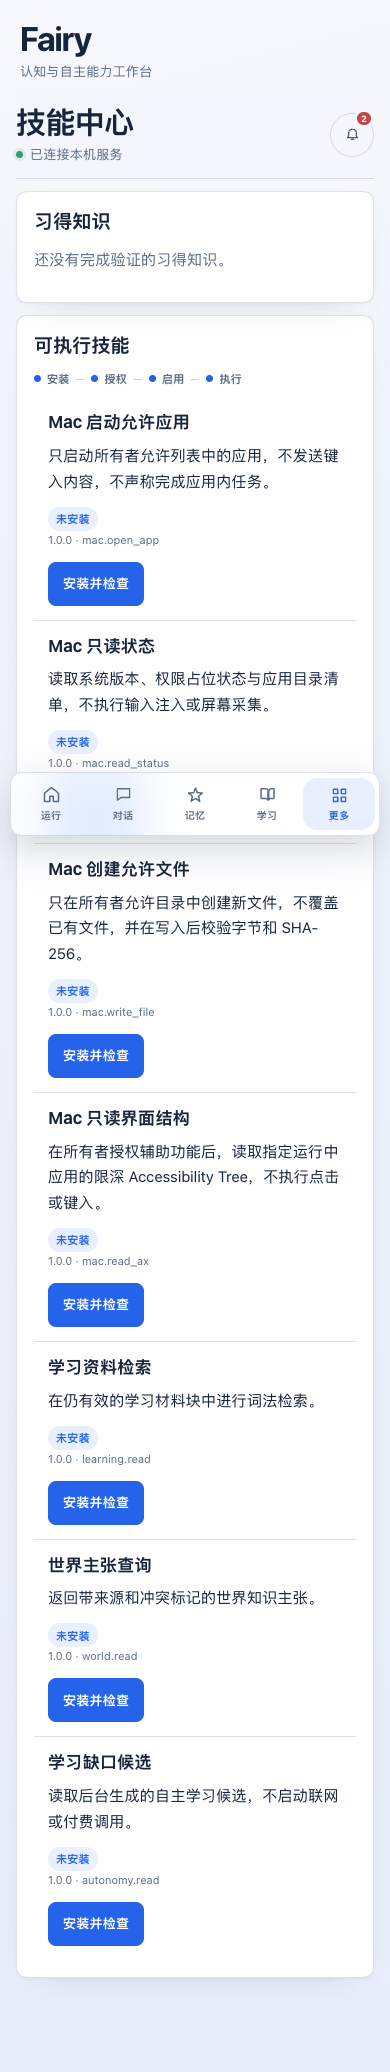 Fairy
认知与自主能力工作台
技能中心
2
已连接本机服务
习得知识
还没有完成验证的习得知识。
可执行技能
安装 — 授权 — 启用 — 执行
Mac 启动允许应用
只启动所有者允许列表中的应用，不发送键
入内容，不声称完成应用内任务。
未安装
1.0.0 · mac.open_app
安装并检查
Mac 只读状态
读取系统版本、权限占位状态与应用目录清
单，不执行输入注入或屏幕采集。
未安装
1.0.0 · mac.read_status
运行 对话 记忆 学习 更多
Mac 创建允许文件
只在所有者允许目录中创建新文件，不覆盖
已有文件，并在写入后校验字节和 SHA-
256。
未安装
1.0.0 · mac.write_file
安装并检查
Mac 只读界面结构
在所有者授权辅助功能后，读取指定运行中
应用的限深 Accessibility Tree，不执行点击
或键入。
未安装
1.0.0 · mac.read_ax
安装并检查
学习资料检索
在仍有效的学习材料块中进行词法检索。
未安装
1.0.0 · learning.read
安装并检查
世界主张查询
返回带来源和冲突标记的世界知识主张。
未安装
1.0.0 · world.read
安装并检查
学习缺口候选
读取后台生成的自主学习候选，不启动联网
或付费调用。
未安装
1.0.0 · autonomy.read
安装并检查